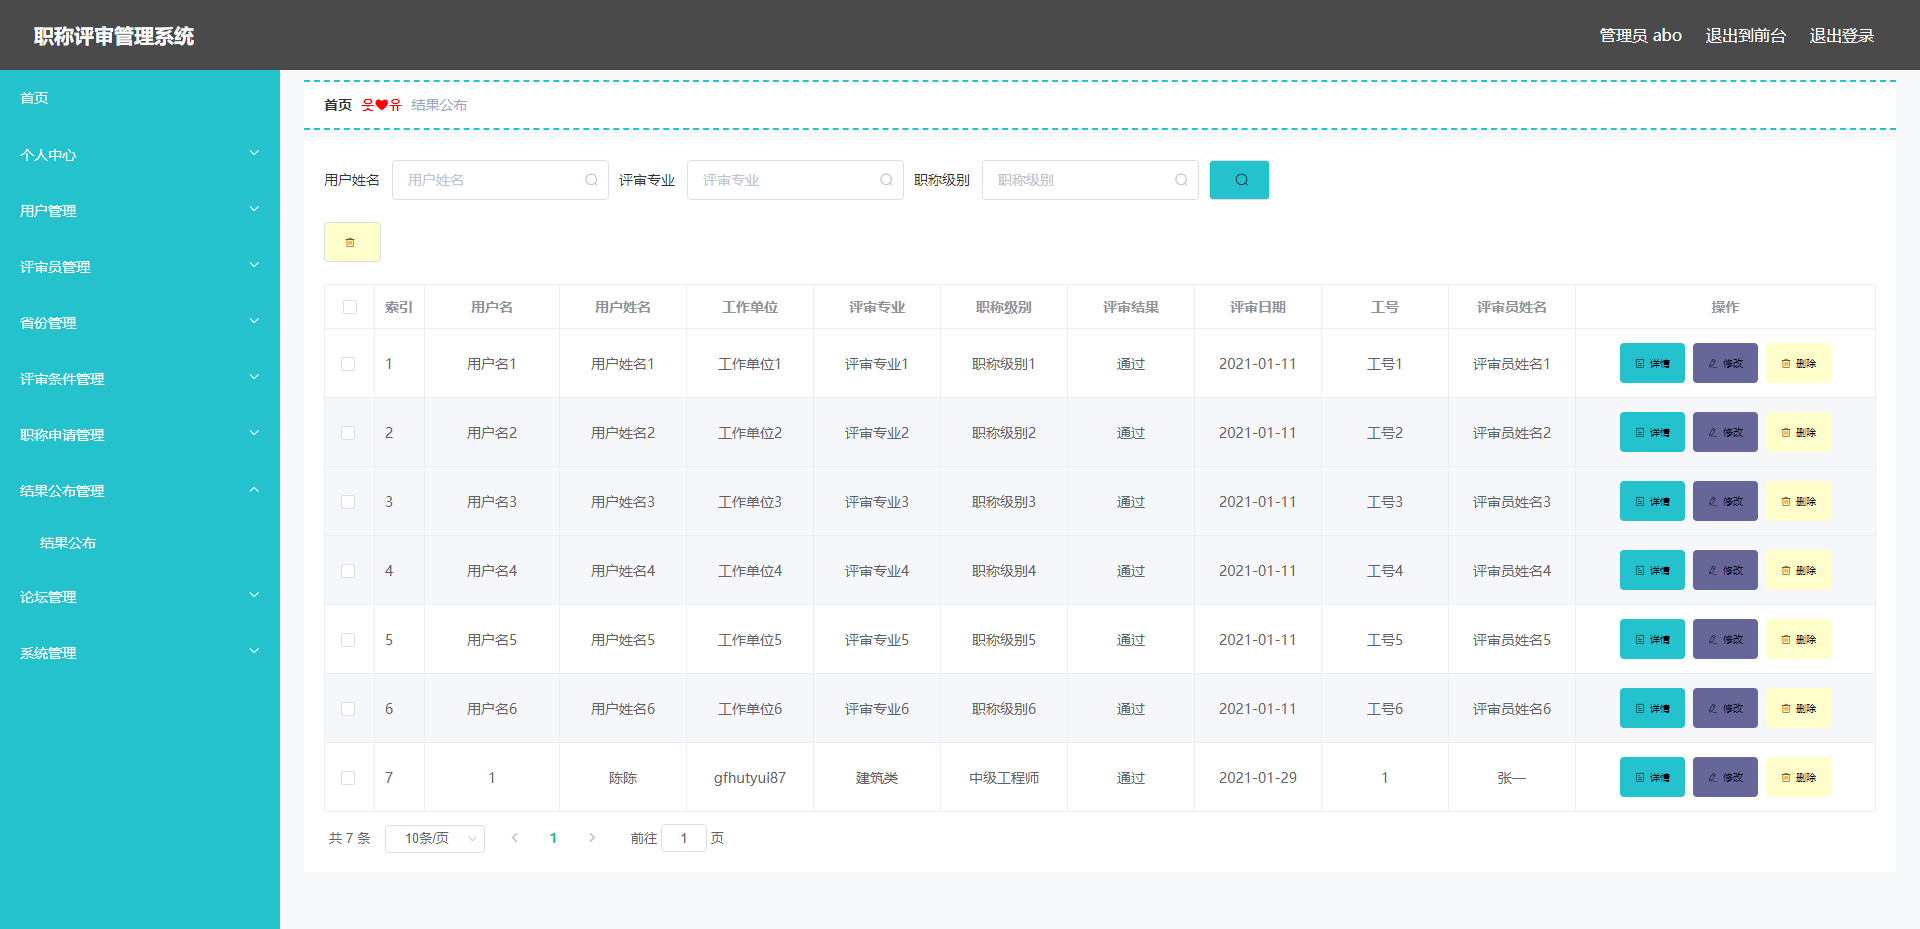 职称评审管理系统
管理员 abo 退出到前台 退出登录
首页
个人中心
用户管理
评审员管理
省份管理
评审条件管理
职称申请管理
结果公布管理
结果公布
论坛管理
系统管理
首页 웃❤유 结果公布
用户姓名 用户姓名 评审专业 评审专业 职称级别 职称级别
索引 用户名 用户姓名 工作单位 评审专业 职称级别 评审结果 评审日期 工号 评审员姓名 操作
1 用户名1 用户姓名1 工作单位1 评审专业1 职称级别1 通过 2021-01-11 工号1 评审员姓名1 详情 修改 删除
2 用户名2 用户姓名2 工作单位2 评审专业2 职称级别2 通过 2021-01-11 工号2 评审员姓名2 详情 修改 删除
3 用户名3 用户姓名3 工作单位3 评审专业3 职称级别3 通过 2021-01-11 工号3 评审员姓名3 详情 修改 删除
4 用户名4 用户姓名4 工作单位4 评审专业4 职称级别4 通过 2021-01-11 工号4 评审员姓名4 详情 修改 删除
5 用户名5 用户姓名5 工作单位5 评审专业5 职称级别5 通过 2021-01-11 工号5 评审员姓名5 详情 修改 删除
6 用户名6 用户姓名6 工作单位6 评审专业6 职称级别6 通过 2021-01-11 工号6 评审员姓名6 详情 修改 删除
7 1 陈陈 gfhutyui87 建筑类 中级工程师 通过 2021-01-29 1 张一 详情 修改 删除
共 7 条 10条/页 1 前往 1 页